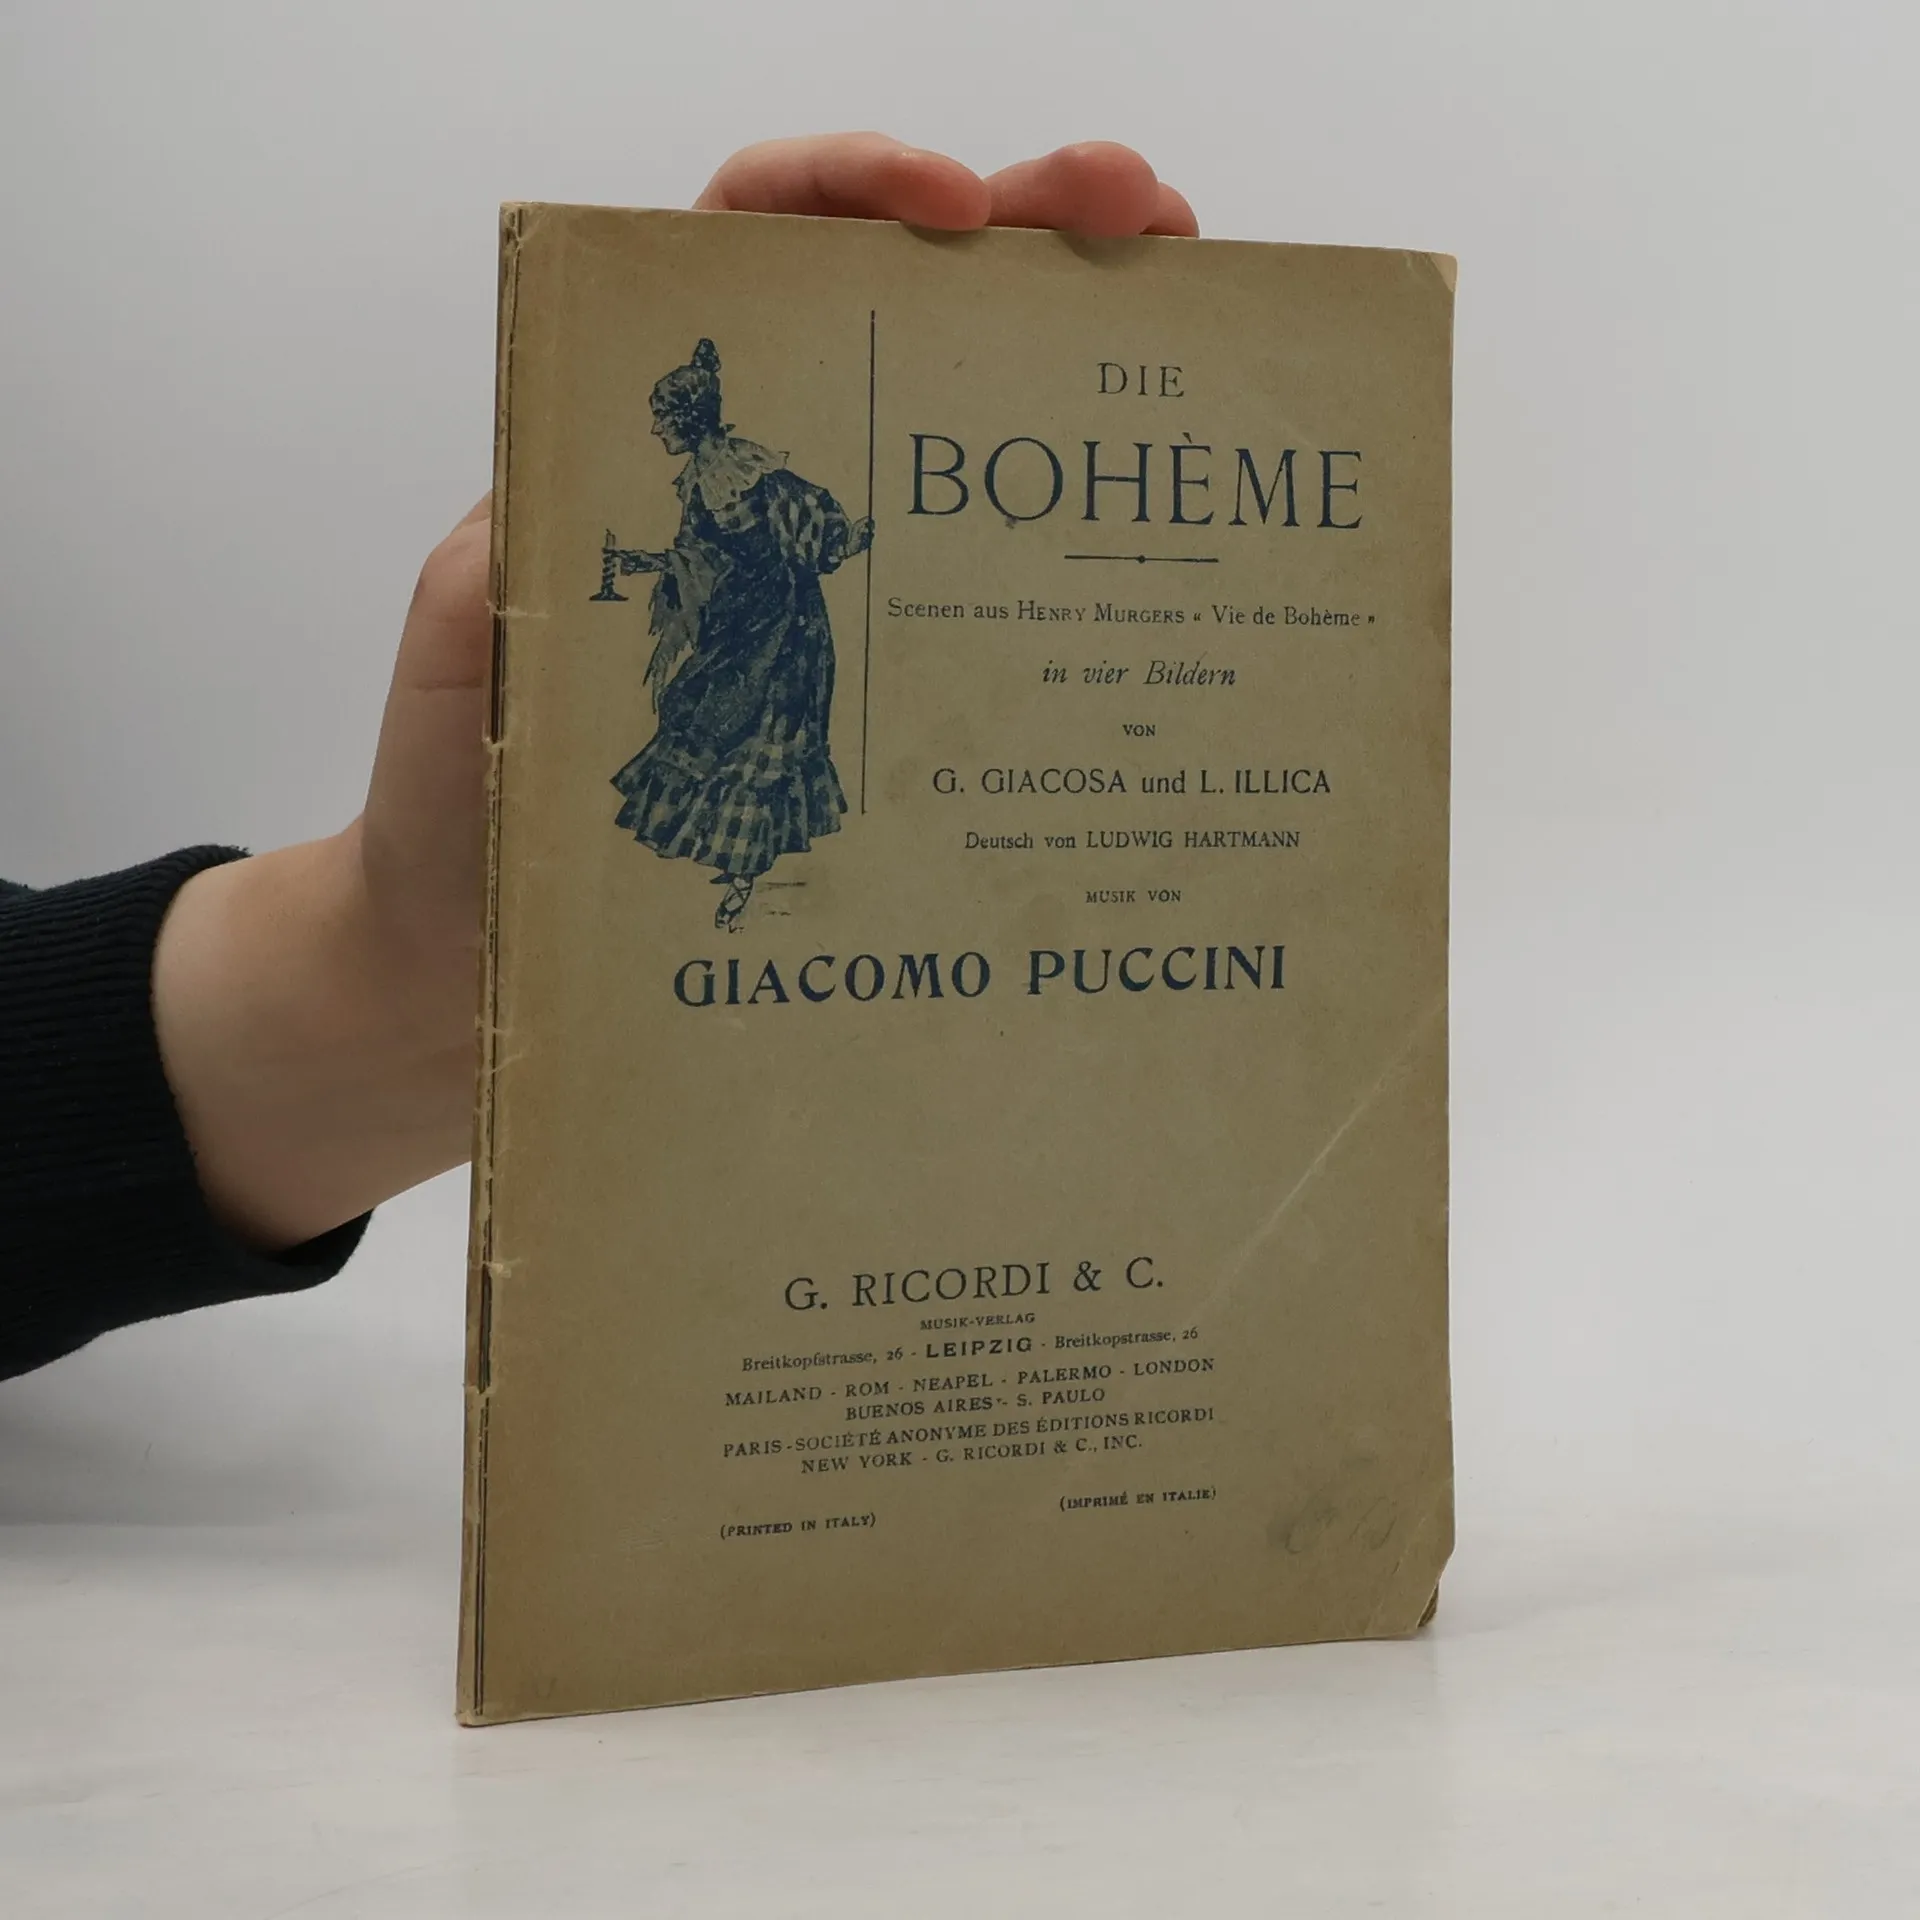 DIE
BOHÈME
Scenen aus HENRY MURGERS « Vie de Bohème »
in vier Bildern
VON
G. GIACOSA und L. ILLICA
Deutsch von LUDWIG HARTMANN
MUSIK VON
GIACOMO PUCCINI
G. RICORDI & C.
MUSIK-VERLAG
Breitkopfstrasse, 26 - LEIPZIG - Breitkopstrasse, 26
MAILAND - ROM - NEAPEL - PALERMO - LONDON
BUENOS AIRES - S. PAULO
PARIS - SOCIÉTÉ ANONYME DES ÉDITIONS RICORDI
NEW YORK - G. RICORDI & C., INC.
(PRINTED IN ITALY) (IMPRIMÉ EN ITALIE)